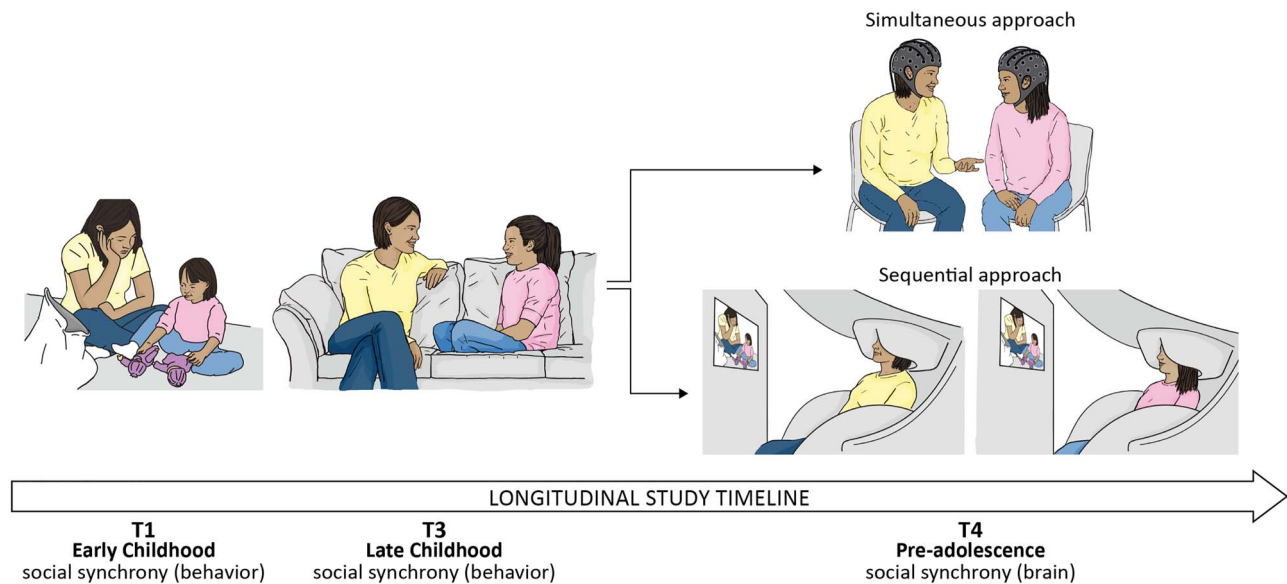 Simultaneous approach
Sequential approach
LONGITUDINAL STUDY TIMELINE
T1
Early Childhood
social synchrony (behavior)
T3
Late Childhood
social synchrony (behavior)
T4
Pre-adolescence
social synchrony (brain)